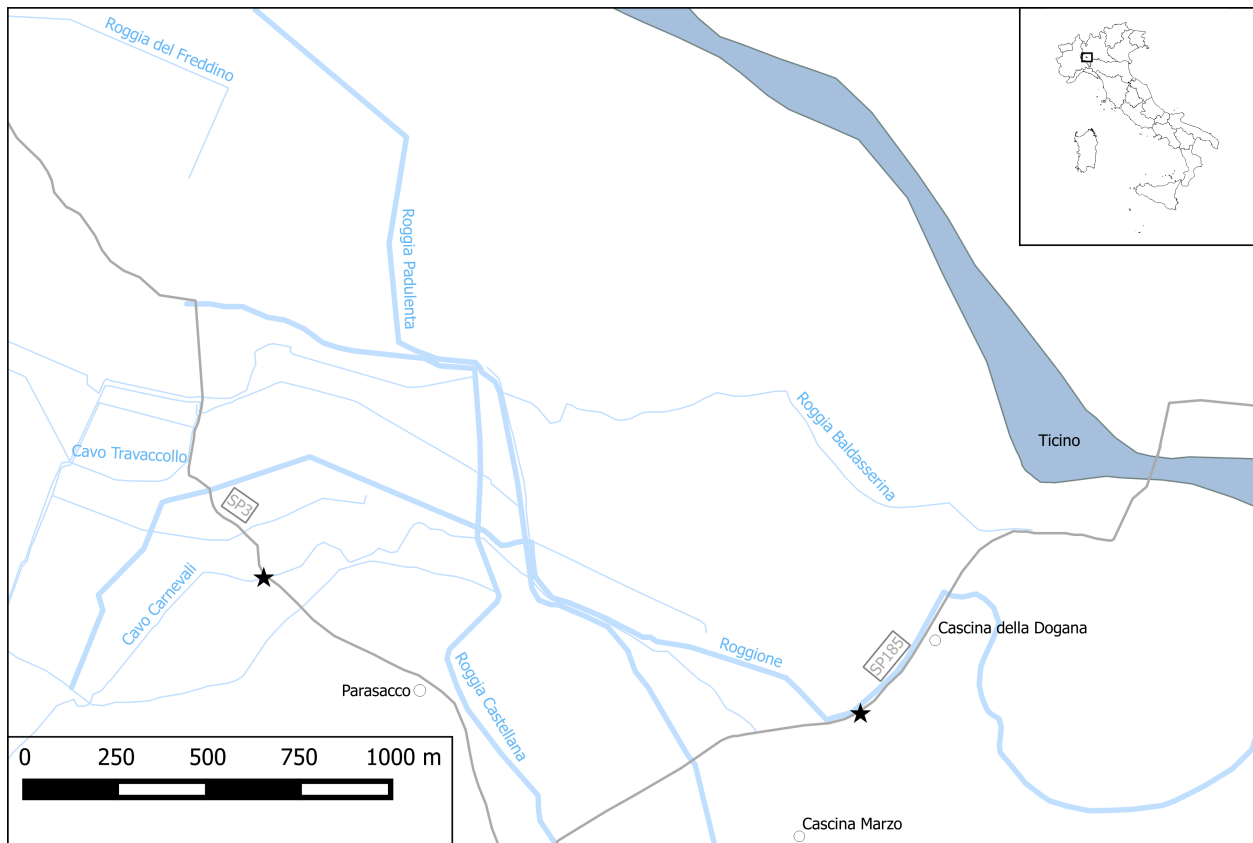 Roggia del Freddino
Roggia Padulenta
Roggia Baldasserina
Ticino
Cavo Travaccollo
SP3
Cavo Carnevali
Roggione
SP185
Cascina della Dogana
Parasacco
Roggia Castellana
Cascina Marzo
0 250 500 750 1000 m